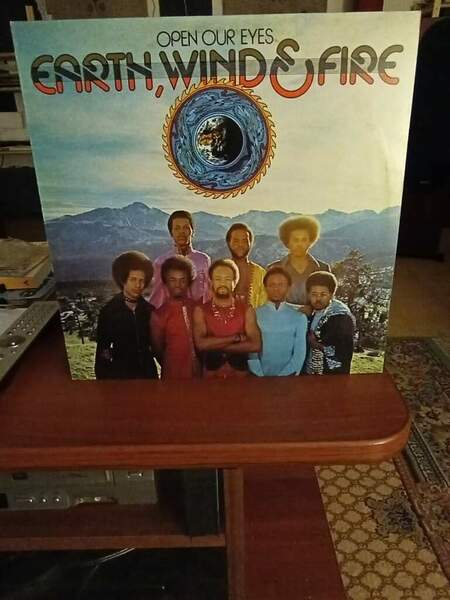 OPEN OUR EYES
EARTH, WIND & FIRE